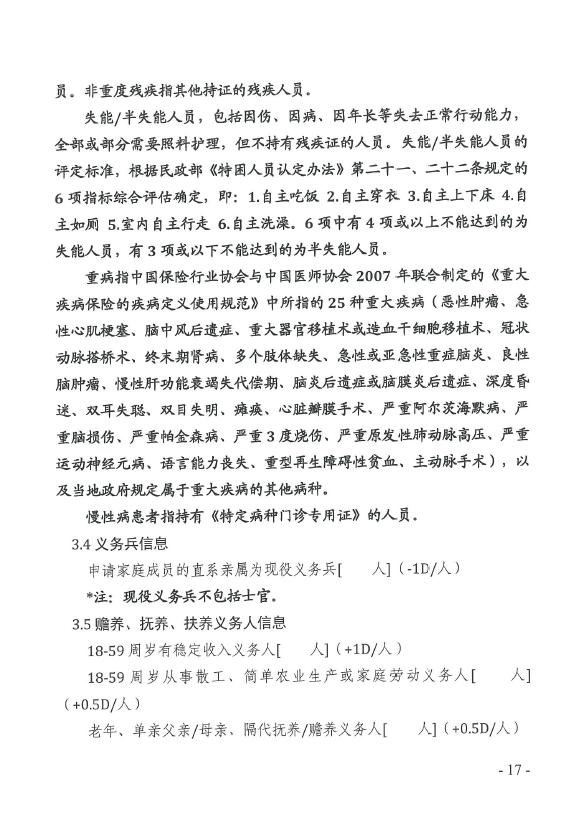 员。非重度残疾指其他持证的残疾人员。
失能/半失能人员，包括因伤、因病、因年长等失去正常行动能力，
全部或部分需要照料护理，但不持有残疾证的人员。失能/半失能人员的
评定标准，根据民政部《特困人员认定办法》第二十一、二十二条规定的
6 项指标综合评估确定，即：1.自主吃饭 2.自主穿衣 3.自主上下床 4.自
主如厕 5.室内自主行走 6.自主洗澡。6 项中有 4 项或以上不能达到的为
失能人员，有 3 项或以下不能达到的为半失能人员。
重病指中国保险行业协会与中国医师协会 2007 年联合制定的《重大
疾病保险的疾病定义使用规范》中所指的 25 种重大疾病（恶性肿瘤、急
性心肌梗塞、脑中风后遗症、重大器官移植术或造血干细胞移植术、冠状
动脉搭桥术、终末期肾病、多个肢体缺失、急性或亚急性重症脑炎、良性
脑肿瘤、慢性肝功能衰竭失代偿期、脑炎后遗症或脑膜炎后遗症、深度昏
迷、双耳失聪、双目失明、瘫痪、心脏瓣膜手术、严重阿尔茨海默病、严
重脑损伤、严重帕金森病、严重 3 度烧伤、严重原发性肺动脉高压、严重
运动神经元病、语言能力丧失、重型再生障碍性贫血、主动脉手术），以
及当地政府规定属于重大疾病的其他病种。
慢性病患者指持有《特定病种门诊专用证》的人员。
3.4 义务兵信息
申请家庭成员的直系亲属为现役义务兵[ 人]（-1D/人）
*注：现役义务兵不包括士官。
3.5 赡养、抚养、扶养义务人信息
18-59 周岁有稳定收入义务人[ 人]（+1D/人）
18-59 周岁从事散工、简单农业生产或家庭劳动义务人[ 人]
（+0.5D/人）
老年、单亲父亲/母亲、隔代抚养/赡养义务人[ 人]（+0.5D/人）
- 17 -